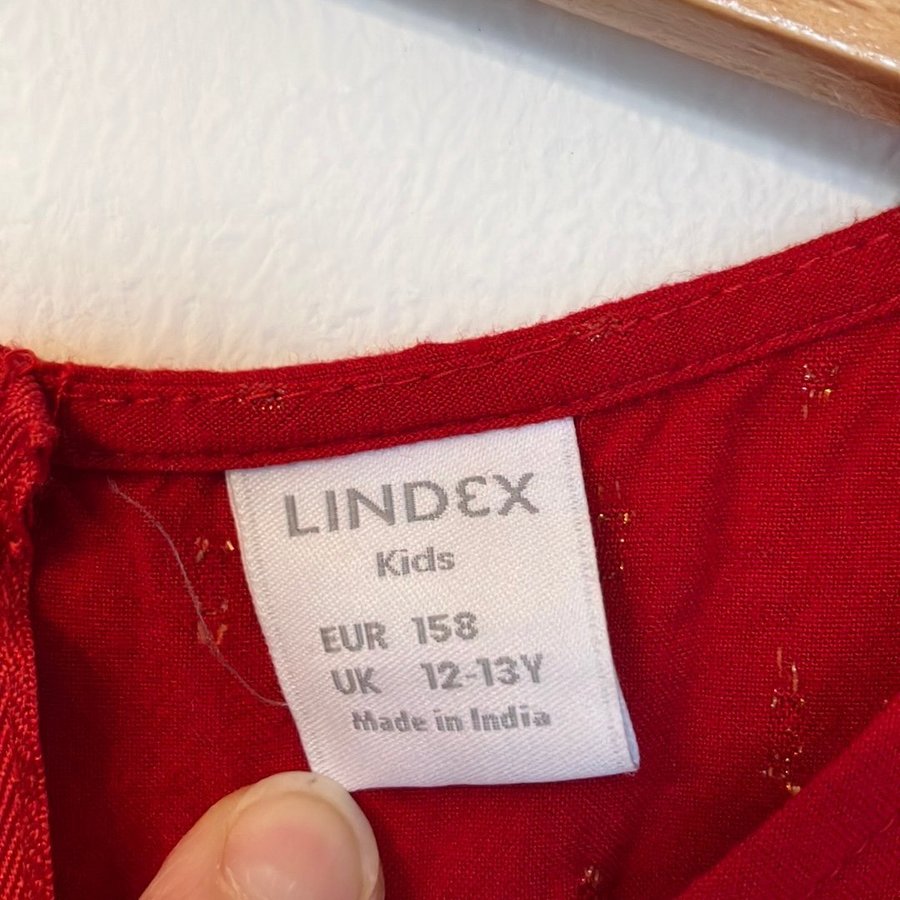 LINDEX
Kids
EUR 158
UK 12-13Y
Made in India